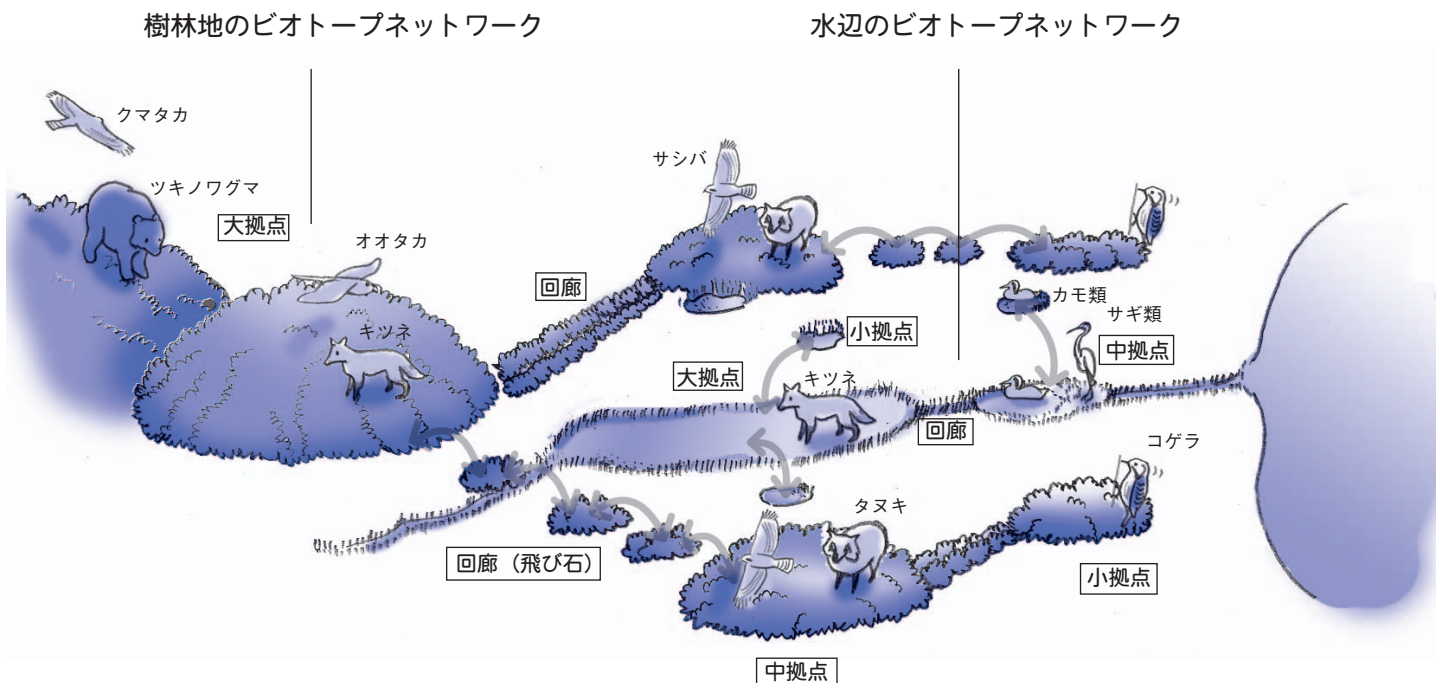 樹林地のビオトープネットワーク
水辺のビオトープネットワーク
クマタカ
ツキノワグマ
大拠点
オオタカ
キツネ
回廊
サシバ
小拠点
カモ類
サギ類
中拠点
大拠点
キツネ
回廊
コゲラ
タヌキ
回廊（飛び石）
小拠点
中拠点